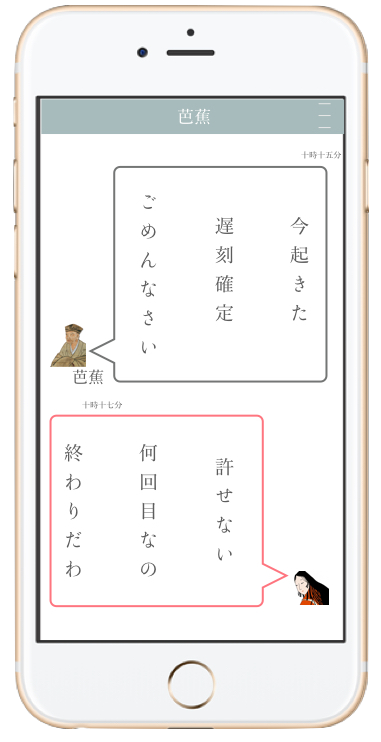 芭蕉
十時十五分
今起きた
遅刻確定
ごめんなさい
芭蕉
十時十七分
許せない
何回目なの
終わりだわ